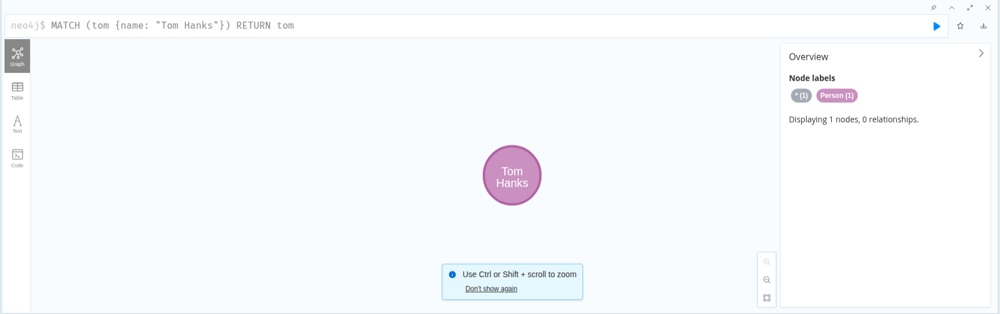 neo4j$ MATCH (tom {name: "Tom Hanks"}) RETURN tom
Graph
Table
Text
Code
Tom
Hanks
Use Ctrl or Shift + scroll to zoom
Don't show again
Overview
Node labels
* (1) Person (1)
Displaying 1 nodes, 0 relationships.